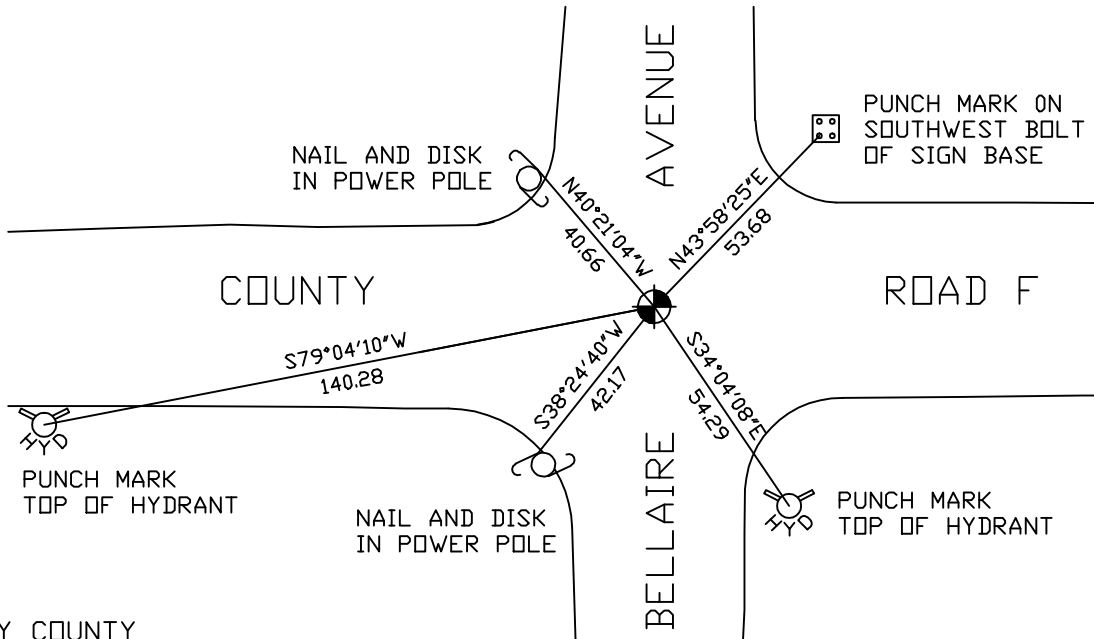 AVENUE
PUNCH MARK ON
SOUTHWEST BOLT
OF SIGN BASE
NAIL AND DISK
IN POWER POLE
N40°21'04"W
40.66
N43°58'25"E
53.68
COUNTY
ROAD F
S79°04'10"W
140.28
S38°24'40"W
42.17
S34°04'08"E
54.29
HYD
PUNCH MARK
TOP OF HYDRANT
NAIL AND DISK
IN POWER POLE
BELLAIRE
HYD
PUNCH MARK
TOP OF HYDRANT
Y COUNTY